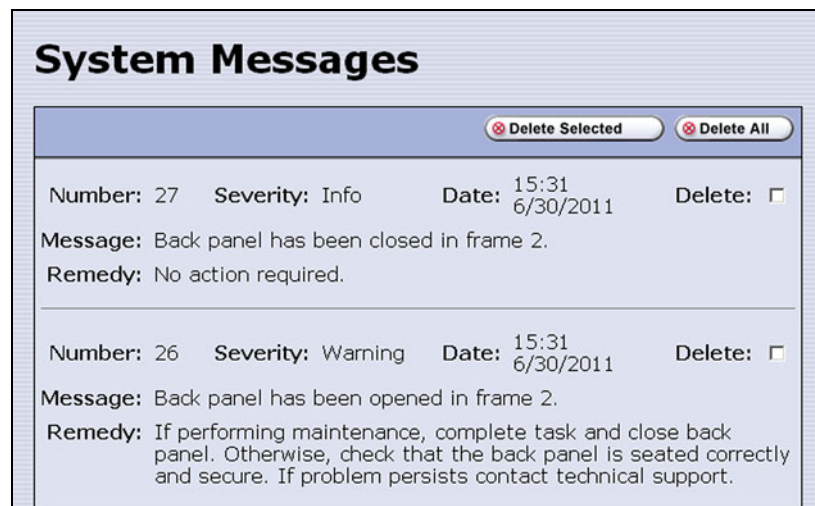 System Messages
Delete Selected Delete All
Number: 27 Severity: Info Date: 15:31 6/30/2011 Delete:
Message: Back panel has been closed in frame 2.
Remedy: No action required.
Number: 26 Severity: Warning Date: 15:31 6/30/2011 Delete:
Message: Back panel has been opened in frame 2.
Remedy: If performing maintenance, complete task and close back
panel. Otherwise, check that the back panel is seated correctly
and secure. If problem persists contact technical support.